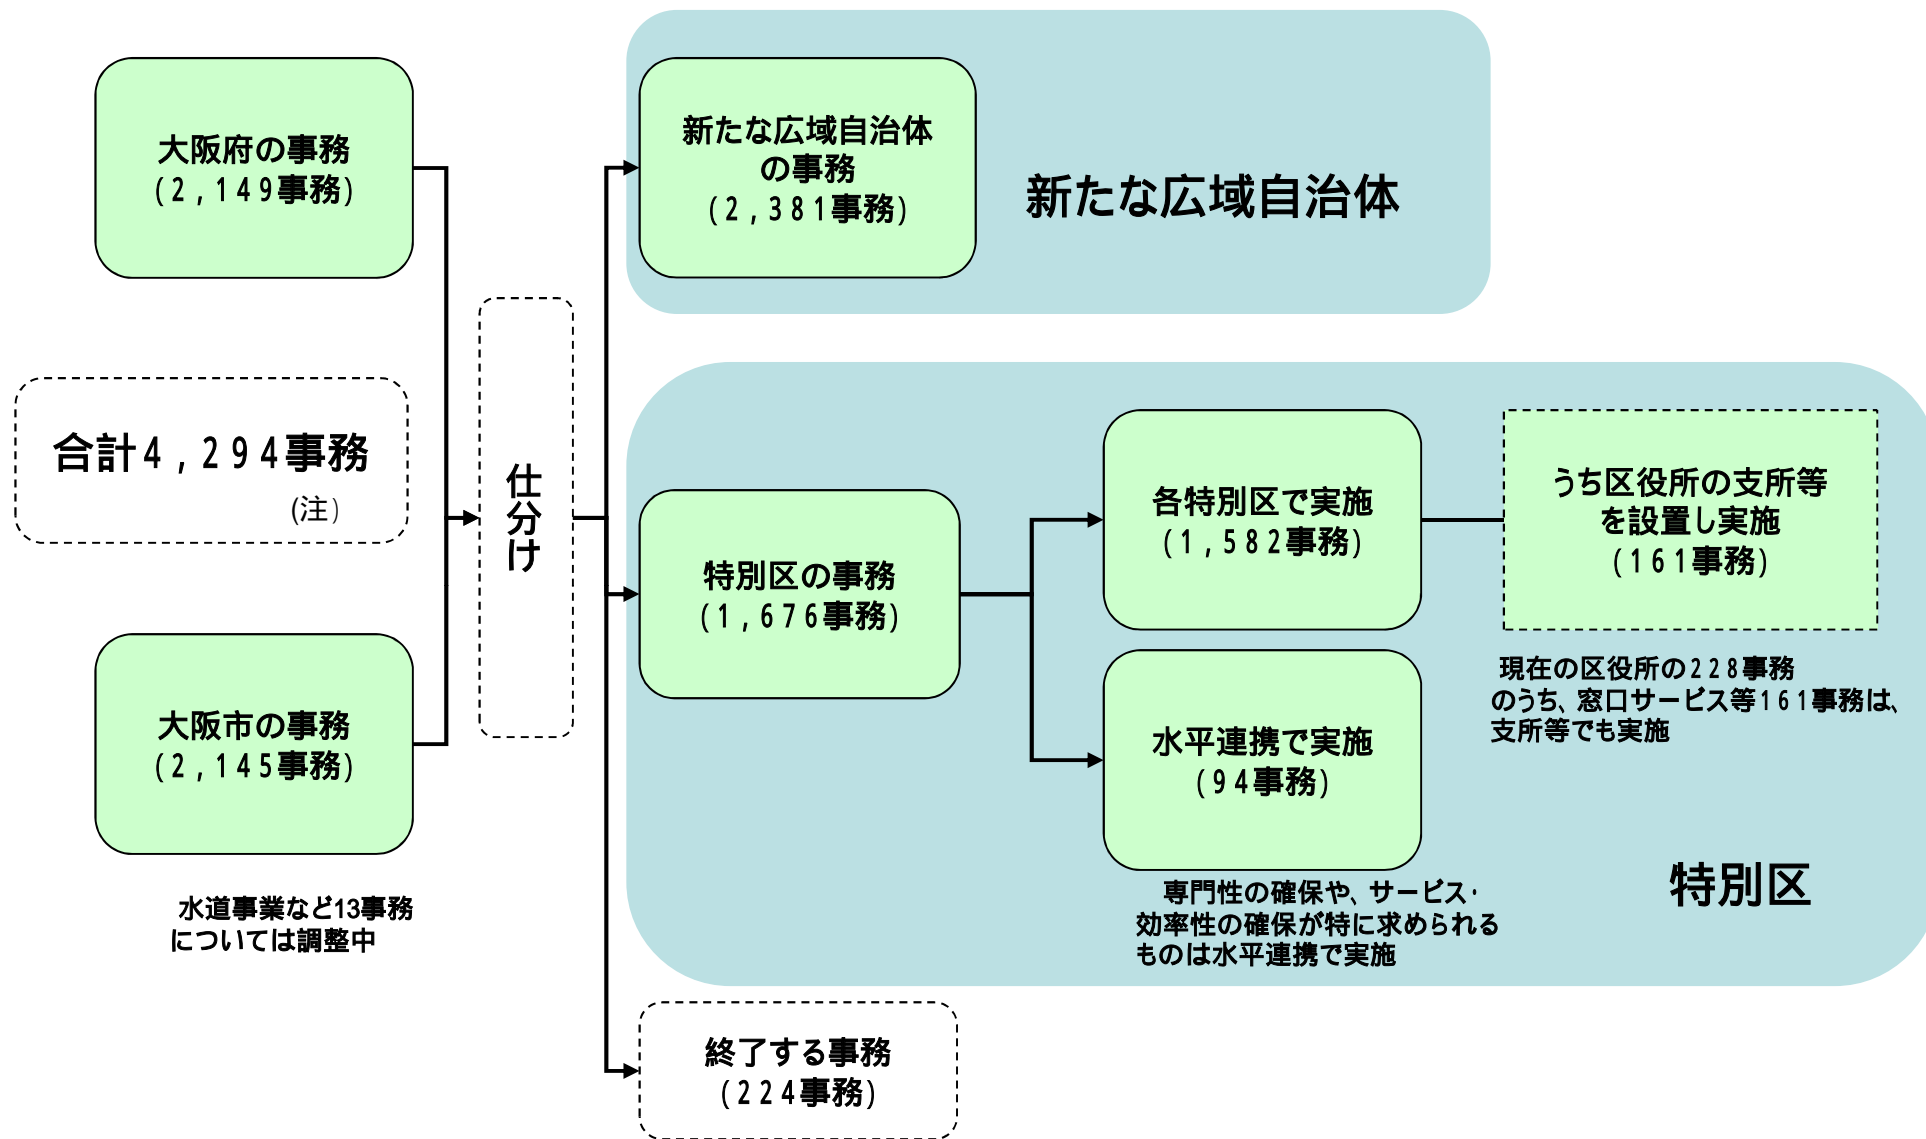 大阪府の事務
(2,149事務)
合計4,294事務
(注)
大阪市の事務
(2,145事務)
水道事業など13事務
については調整中
仕分け
新たな広域自治体
の事務
(2,381事務)
新たな広域自治体
特別区の事務
(1,676事務)
各特別区で実施
(1,582事務)
うち区役所の支所等
を設置し実施
(161事務)
現在の区役所の228事務
のうち、窓口サービス等161事務は、
支所等でも実施
水平連携で実施
(94事務)
専門性の確保や、サービス・
効率性の確保が特に求められる
ものは水平連携で実施
特別区
終了する事務
(224事務)